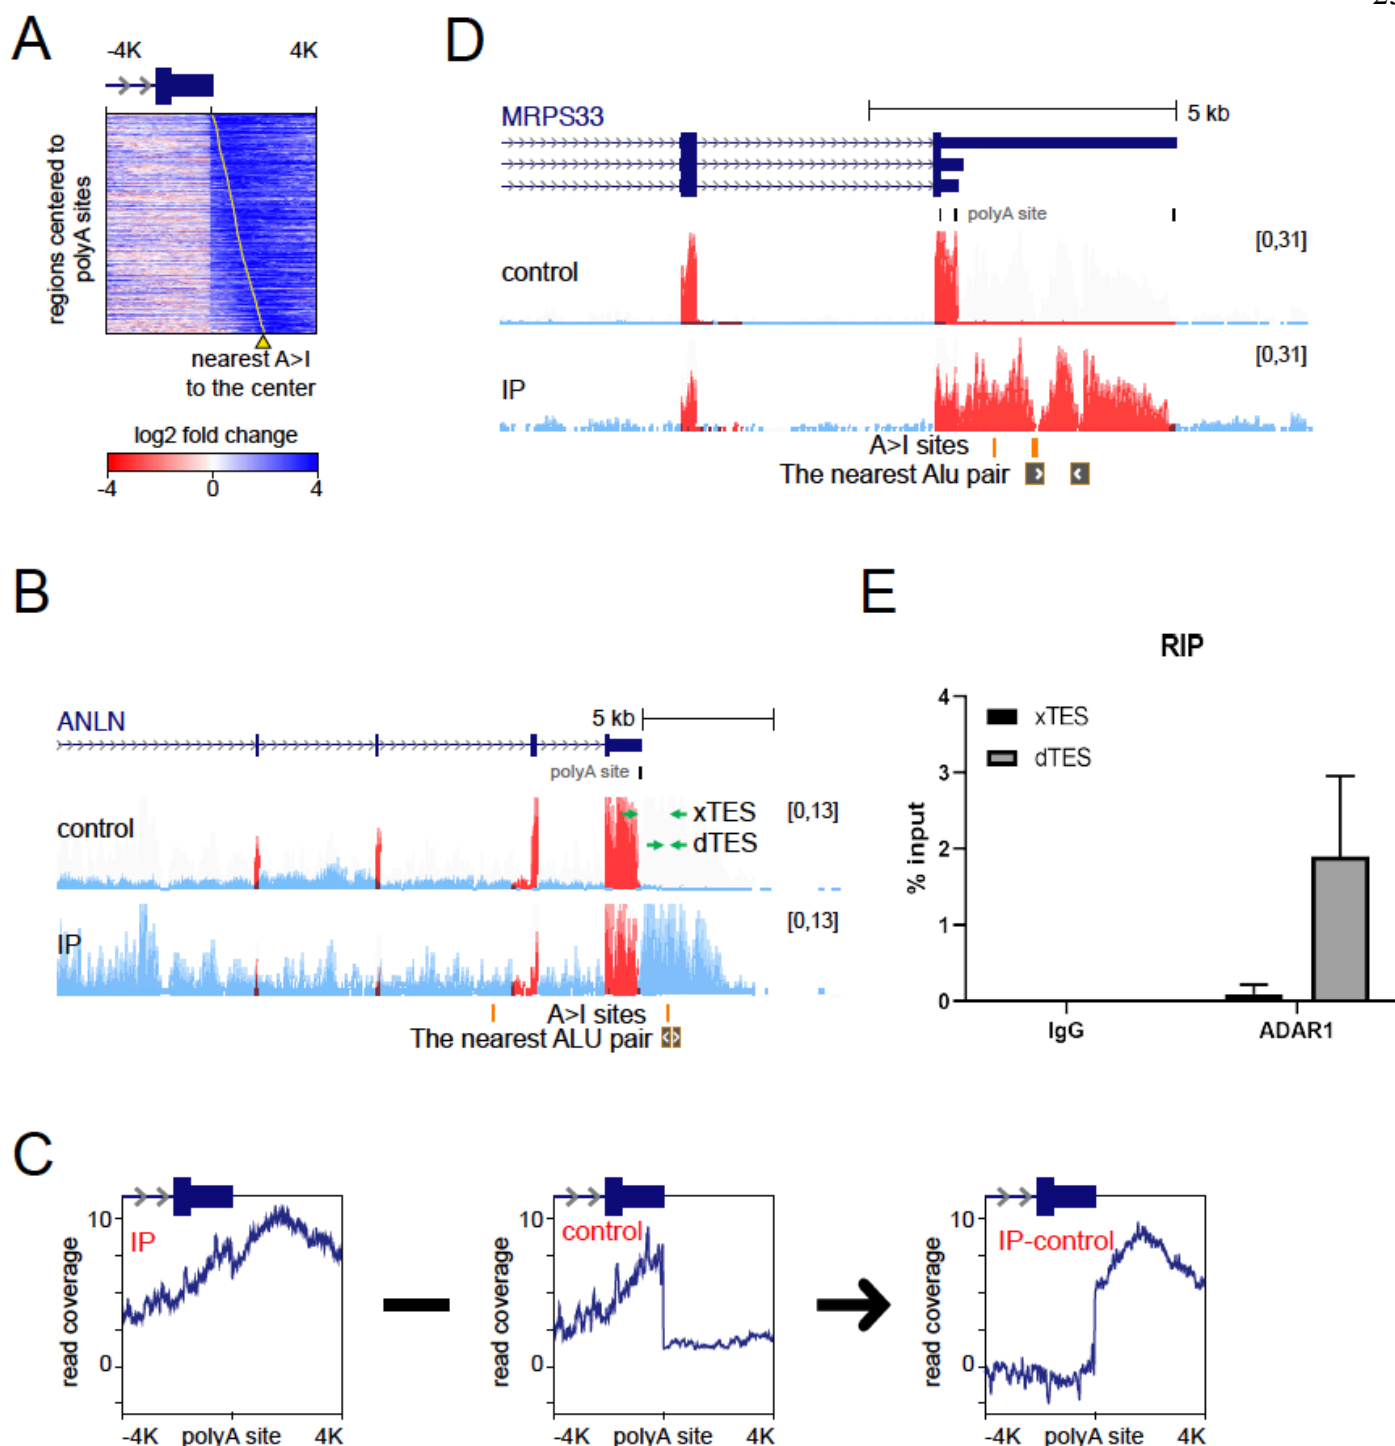 A
-4K 4K
regions centered to
polyA sites
nearest A>I
to the center
log2 fold change
-4 0 4
D
MRPS33
5 kb
polyA site
control
[0,31]
IP
[0,31]
A>I sites
The nearest Alu pair
B
ANLN
5 kb
polyA site
control
xTES
dTES
[0,13]
IP
[0,13]
A>I sites
The nearest ALU pair
E
RIP
xTES
dTES
% input
4
3
2
1
0
IgG ADAR1
C
IP
read coverage
10
0
-4K polyA site 4K
control
read coverage
10
0
-4K polyA site 4K
IP-control
read coverage
10
0
-4K polyA site 4K